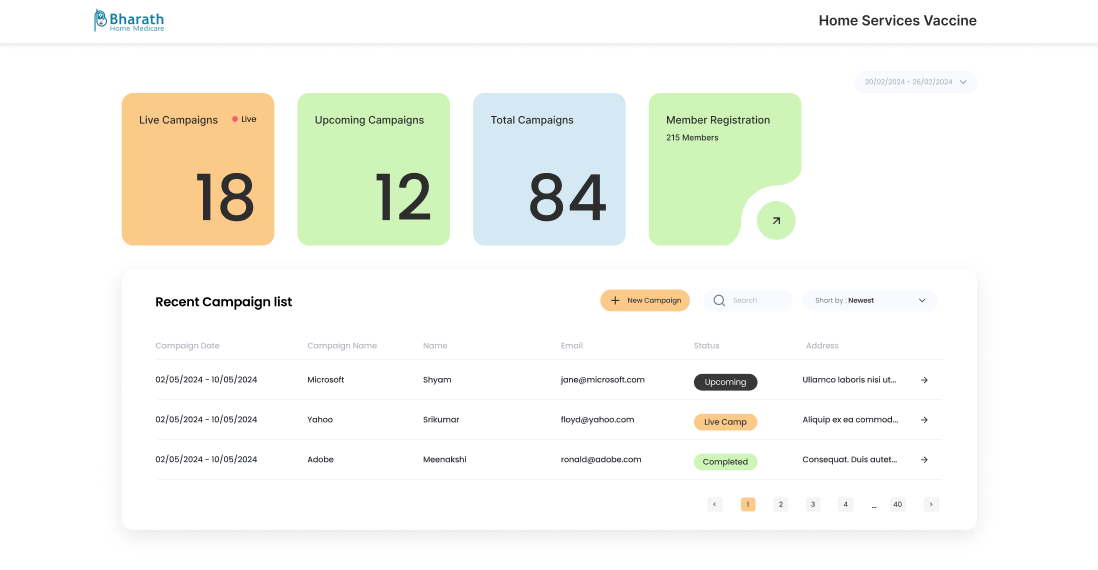 Bharath
Home Medicare
Home Services Vaccine
20/02/2024 - 26/02/2024
Live Campaigns
Live
18
Upcoming Campaigns
12
Total Campaigns
84
Member Registration
215 Members
Recent Campaign list
+ New Campaign
Search
Short by : Newest
Campaign Date Campaign Name Name Email Status Address
02/05/2024 - 10/05/2024 Microsoft Shyam jane@microsoft.com Upcoming Ullamco laboris nisi ut... →
02/05/2024 - 10/05/2024 Yahoo Srikumar floyd@yahoo.com Live Camp Aliquip ex ea commod... →
02/05/2024 - 10/05/2024 Adobe Meenakshi ronald@adobe.com Completed Consequat. Duis autet... →
< 1 2 3 4 ... 40 >